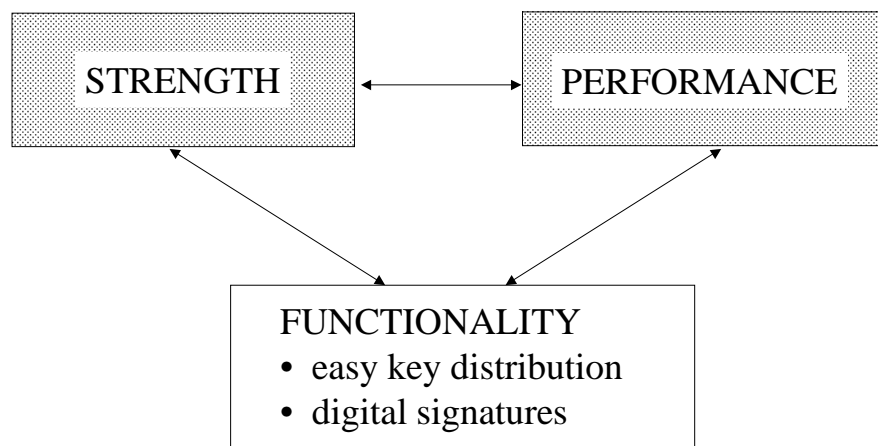 STRENGTH
PERFORMANCE
FUNCTIONALITY
• easy key distribution
• digital signatures